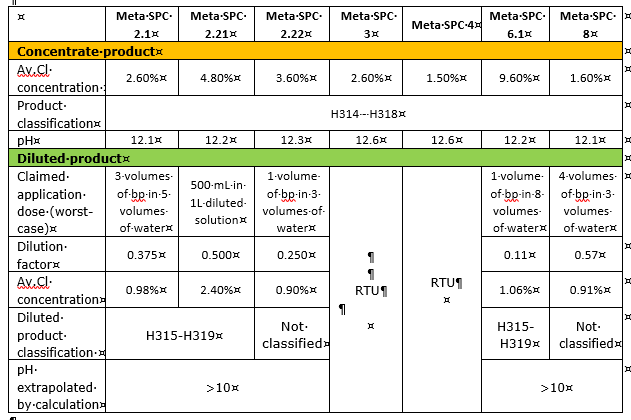 Meta·SPC· 2.1¤ Meta·SPC· 2.21¤ Meta·SPC· 2.22¤ Meta·SPC· 3¤ Meta·SPC·4¤ Meta·SPC· 6.1¤ Meta·SPC· 8¤
Concentrate·product¤
Av.Cl· concentration· 2.60%¤ 4.80%¤ 3.60%¤ 2.60%¤ 1.50%¤ 9.60%¤ 1.60%¤
Product· classification¤ H314·-·H318¤
pH¤ 12.1¤ 12.2¤ 12.3¤ 12.6¤ 12.6¤ 12.2¤ 12.1¤
Diluted·product¤
Claimed· application· dose·(worst-case)¤ 3·volumes· of·bp·in·5· volumes· of·water¤ 500·mL·in· 1L·diluted· solution¤ 1·volume· of·bp·in·3· volumes·of· water¤ 1·volume· of·bp·in·8· volumes· of·water¤ 4·volumes· of·bp·in·3· volumes· of·water¤
Dilution· factor¤ 0.375¤ 0.500¤ 0.250¤ 0.11¤ 0.57¤
Av.Cl· concentration¤ 0.98%¤ 2.40%¤ 0.90%¤ RTU¶ RTU¶ 1.06%¤ 0.91%¤
Diluted· product· classification·¤ H315-H319¤ Not· classified¤ H315-H319¤ Not· classified¤
pH· extrapolated· by·calculation¤ >10¤ >10¤